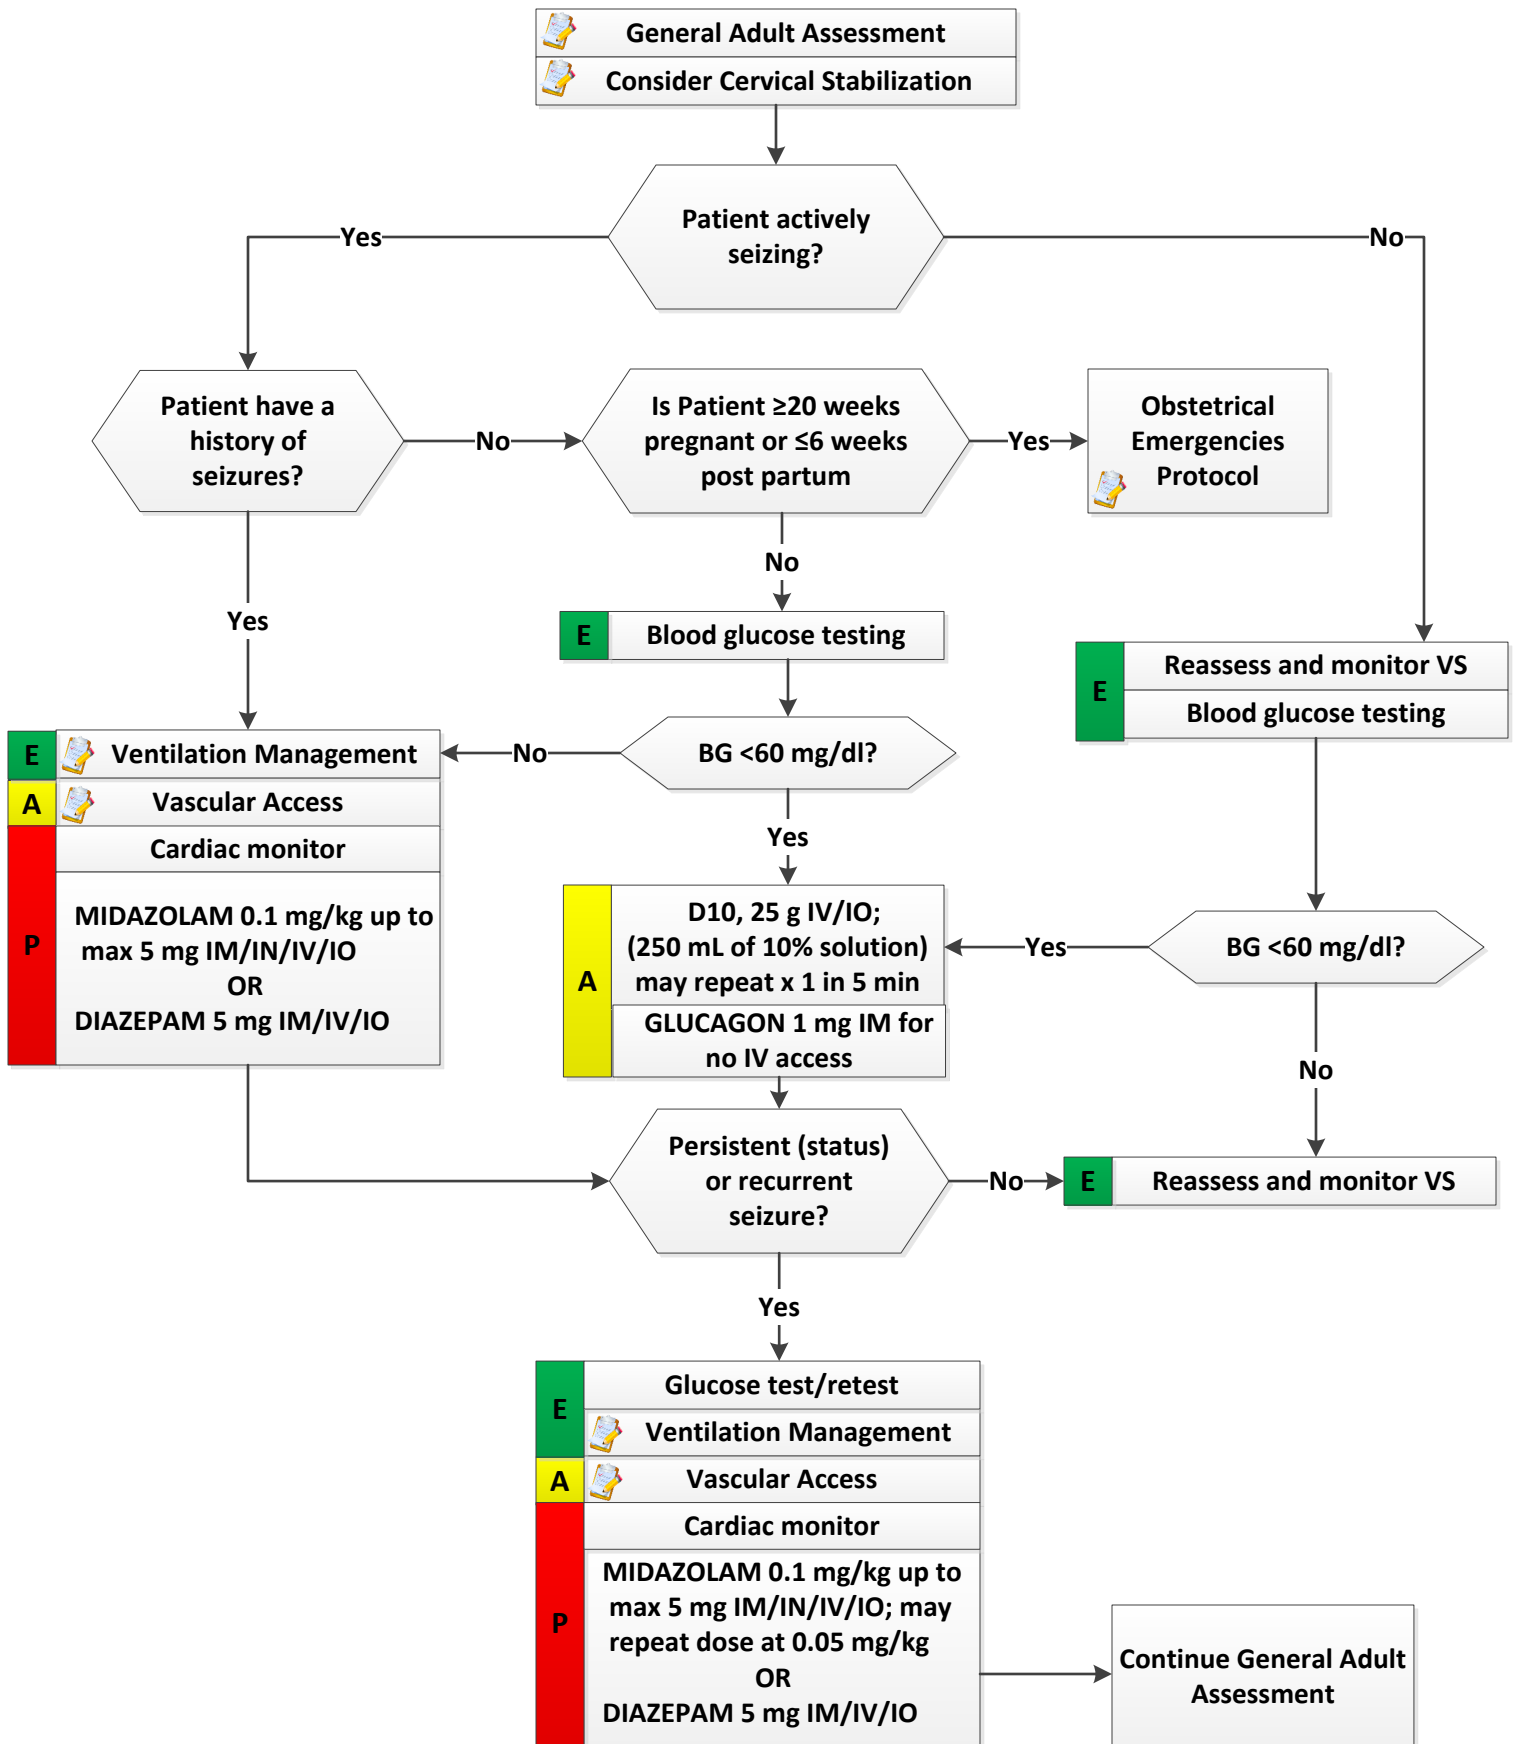 General Adult Assessment
Consider Cervical Stabilization
Patient actively
seizing?
Yes
No
Patient have a
history of
seizures?
No
Is Patient ≥20 weeks
pregnant or ≤6 weeks
post partum
Yes
Obstetrical
Emergencies
Protocol
No
Yes
E
Blood glucose testing
E
Reassess and monitor VS
Blood glucose testing
E
Ventilation Management
A
Vascular Access
P
Cardiac monitor
MIDAZOLAM 0.1 mg/kg up to
max 5 mg IM/IN/IV/IO
OR
DIAZEPAM 5 mg IM/IV/IO
No
BG <60 mg/dl?
Yes
A
D10, 25 g IV/IO;
(250 mL of 10% solution)
may repeat x 1 in 5 min
GLUCAGON 1 mg IM for
no IV access
Yes
BG <60 mg/dl?
No
Persistent (status)
or recurrent
seizure?
No
E
Reassess and monitor VS
Yes
E
Glucose test/retest
Ventilation Management
A
Vascular Access
P
Cardiac monitor
MIDAZOLAM 0.1 mg/kg up to
max 5 mg IM/IN/IV/IO; may
repeat dose at 0.05 mg/kg
OR
DIAZEPAM 5 mg IM/IV/IO
Continue General Adult
Assessment